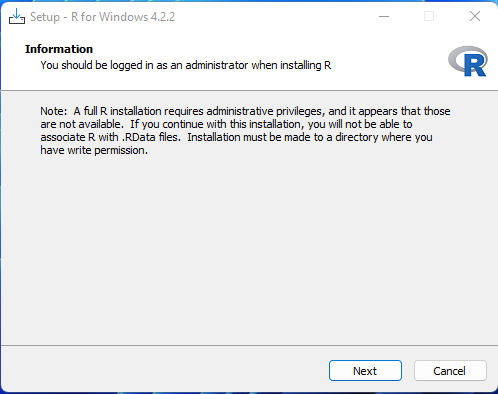 Setup - R for Windows 4.2.2
Information
You should be logged in as an administrator when installing R
R
Note:  A full R installation requires administrative privileges, and it appears that those
are not available.  If you continue with this installation, you will not be able to
associate R with .RData files.  Installation must be made to a directory where you
have write permission.
Next
Cancel